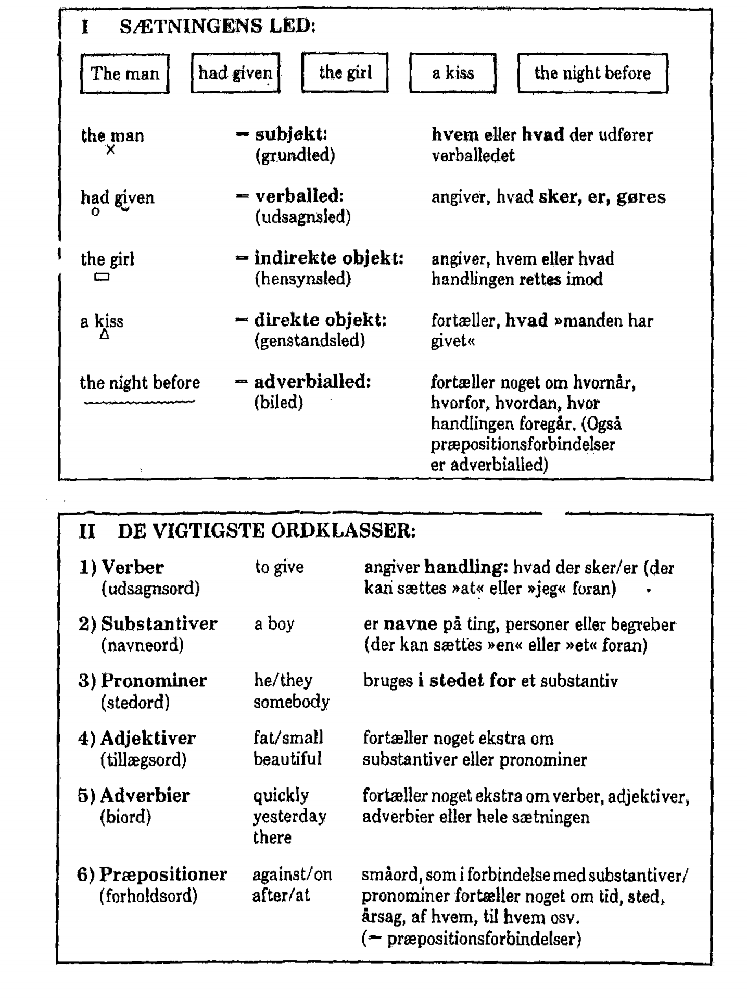 I SÆTNINGENS LED:
The man had given the girl a kiss the night before
the man = subjekt: hvem eller hvad der udfører
(grundled) verballedet
had given = verballed: angiver, hvad sker, er, gøres
(udsagnsled)
the girl = indirekte objekt: angiver, hvem eller hvad
(hensynsled) handlingen rettes imod
a kiss = direkte objekt: fortæller, hvad »manden har
(genstandsled) givet«
the night before = adverbialled: fortæller noget om hvornår,
(biled) hvorfor, hvordan, hvor
handlingen foregår. (Også
præpositionsforbindelser
er adverbialled)
II DE VIGTIGSTE ORDKLASSER:
1) Verber to give angiver handling: hvad der sker/er (der
(udsagnsord) kan sættes »at« eller »jeg« foran)
2) Substantiver a boy er navne på ting, personer eller begreber
(navneord) (der kan sættes »en« eller »et« foran)
3) Pronominer he/they bruges i stedet for et substantiv
(stedord) somebody
4) Adjektiver fat/small fortæller noget ekstra om
(tillægsord) beautiful substantiver eller pronominer
5) Adverbier quickly fortæller noget ekstra om verber, adjektiver,
(biord) yesterday adverbier eller hele sætningen
there
6) Præpositioner against/on småord, som i forbindelse med substantiver/
(forholdsord) after/at pronominer fortæller noget om tid, sted,
årsag, af hvem, til hvem osv.
(= præpositionsforbindelser)